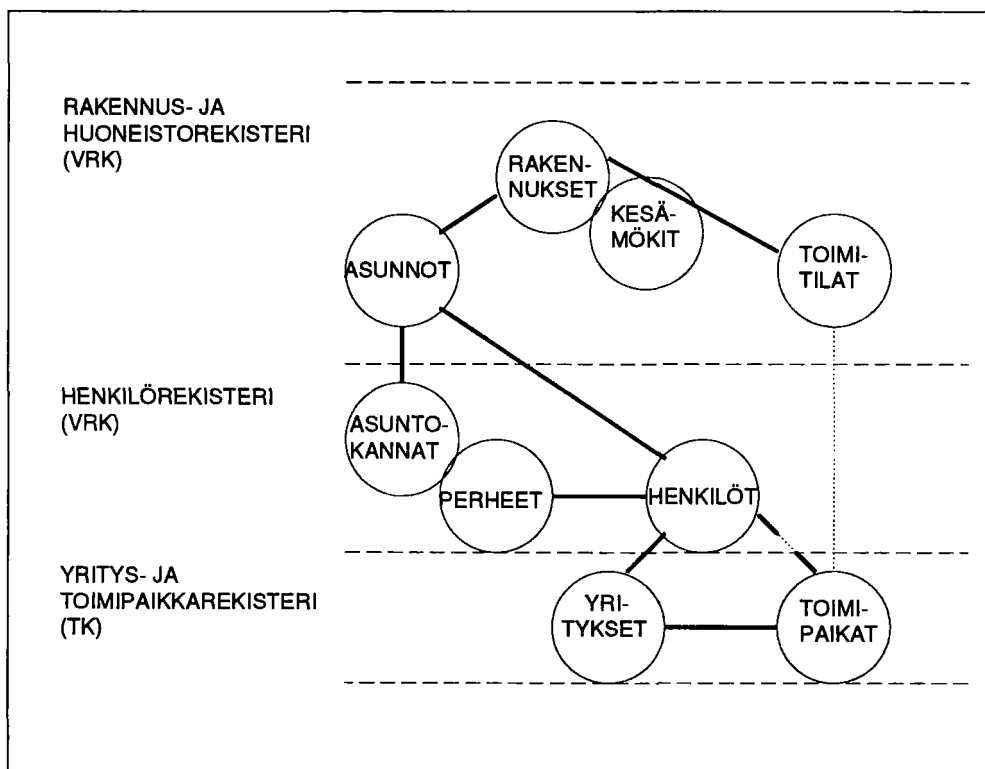 RAKENNUS- JA
HUONEISTOREKISTERI
(VRK)
RAKEN-
NUKSET
KESÄ-
MÖKIT
ASUNNOT
TOIMI-
TILAT
HENKILÖREKISTERI
(VRK)
ASUNTO-
KANNAT
PERHEET
HENKILÖT
YRITYS- JA
TOIMIPAIKKAREKISTERI
(TK)
YRI-
TYKSET
TOIMI-
PAIKAT